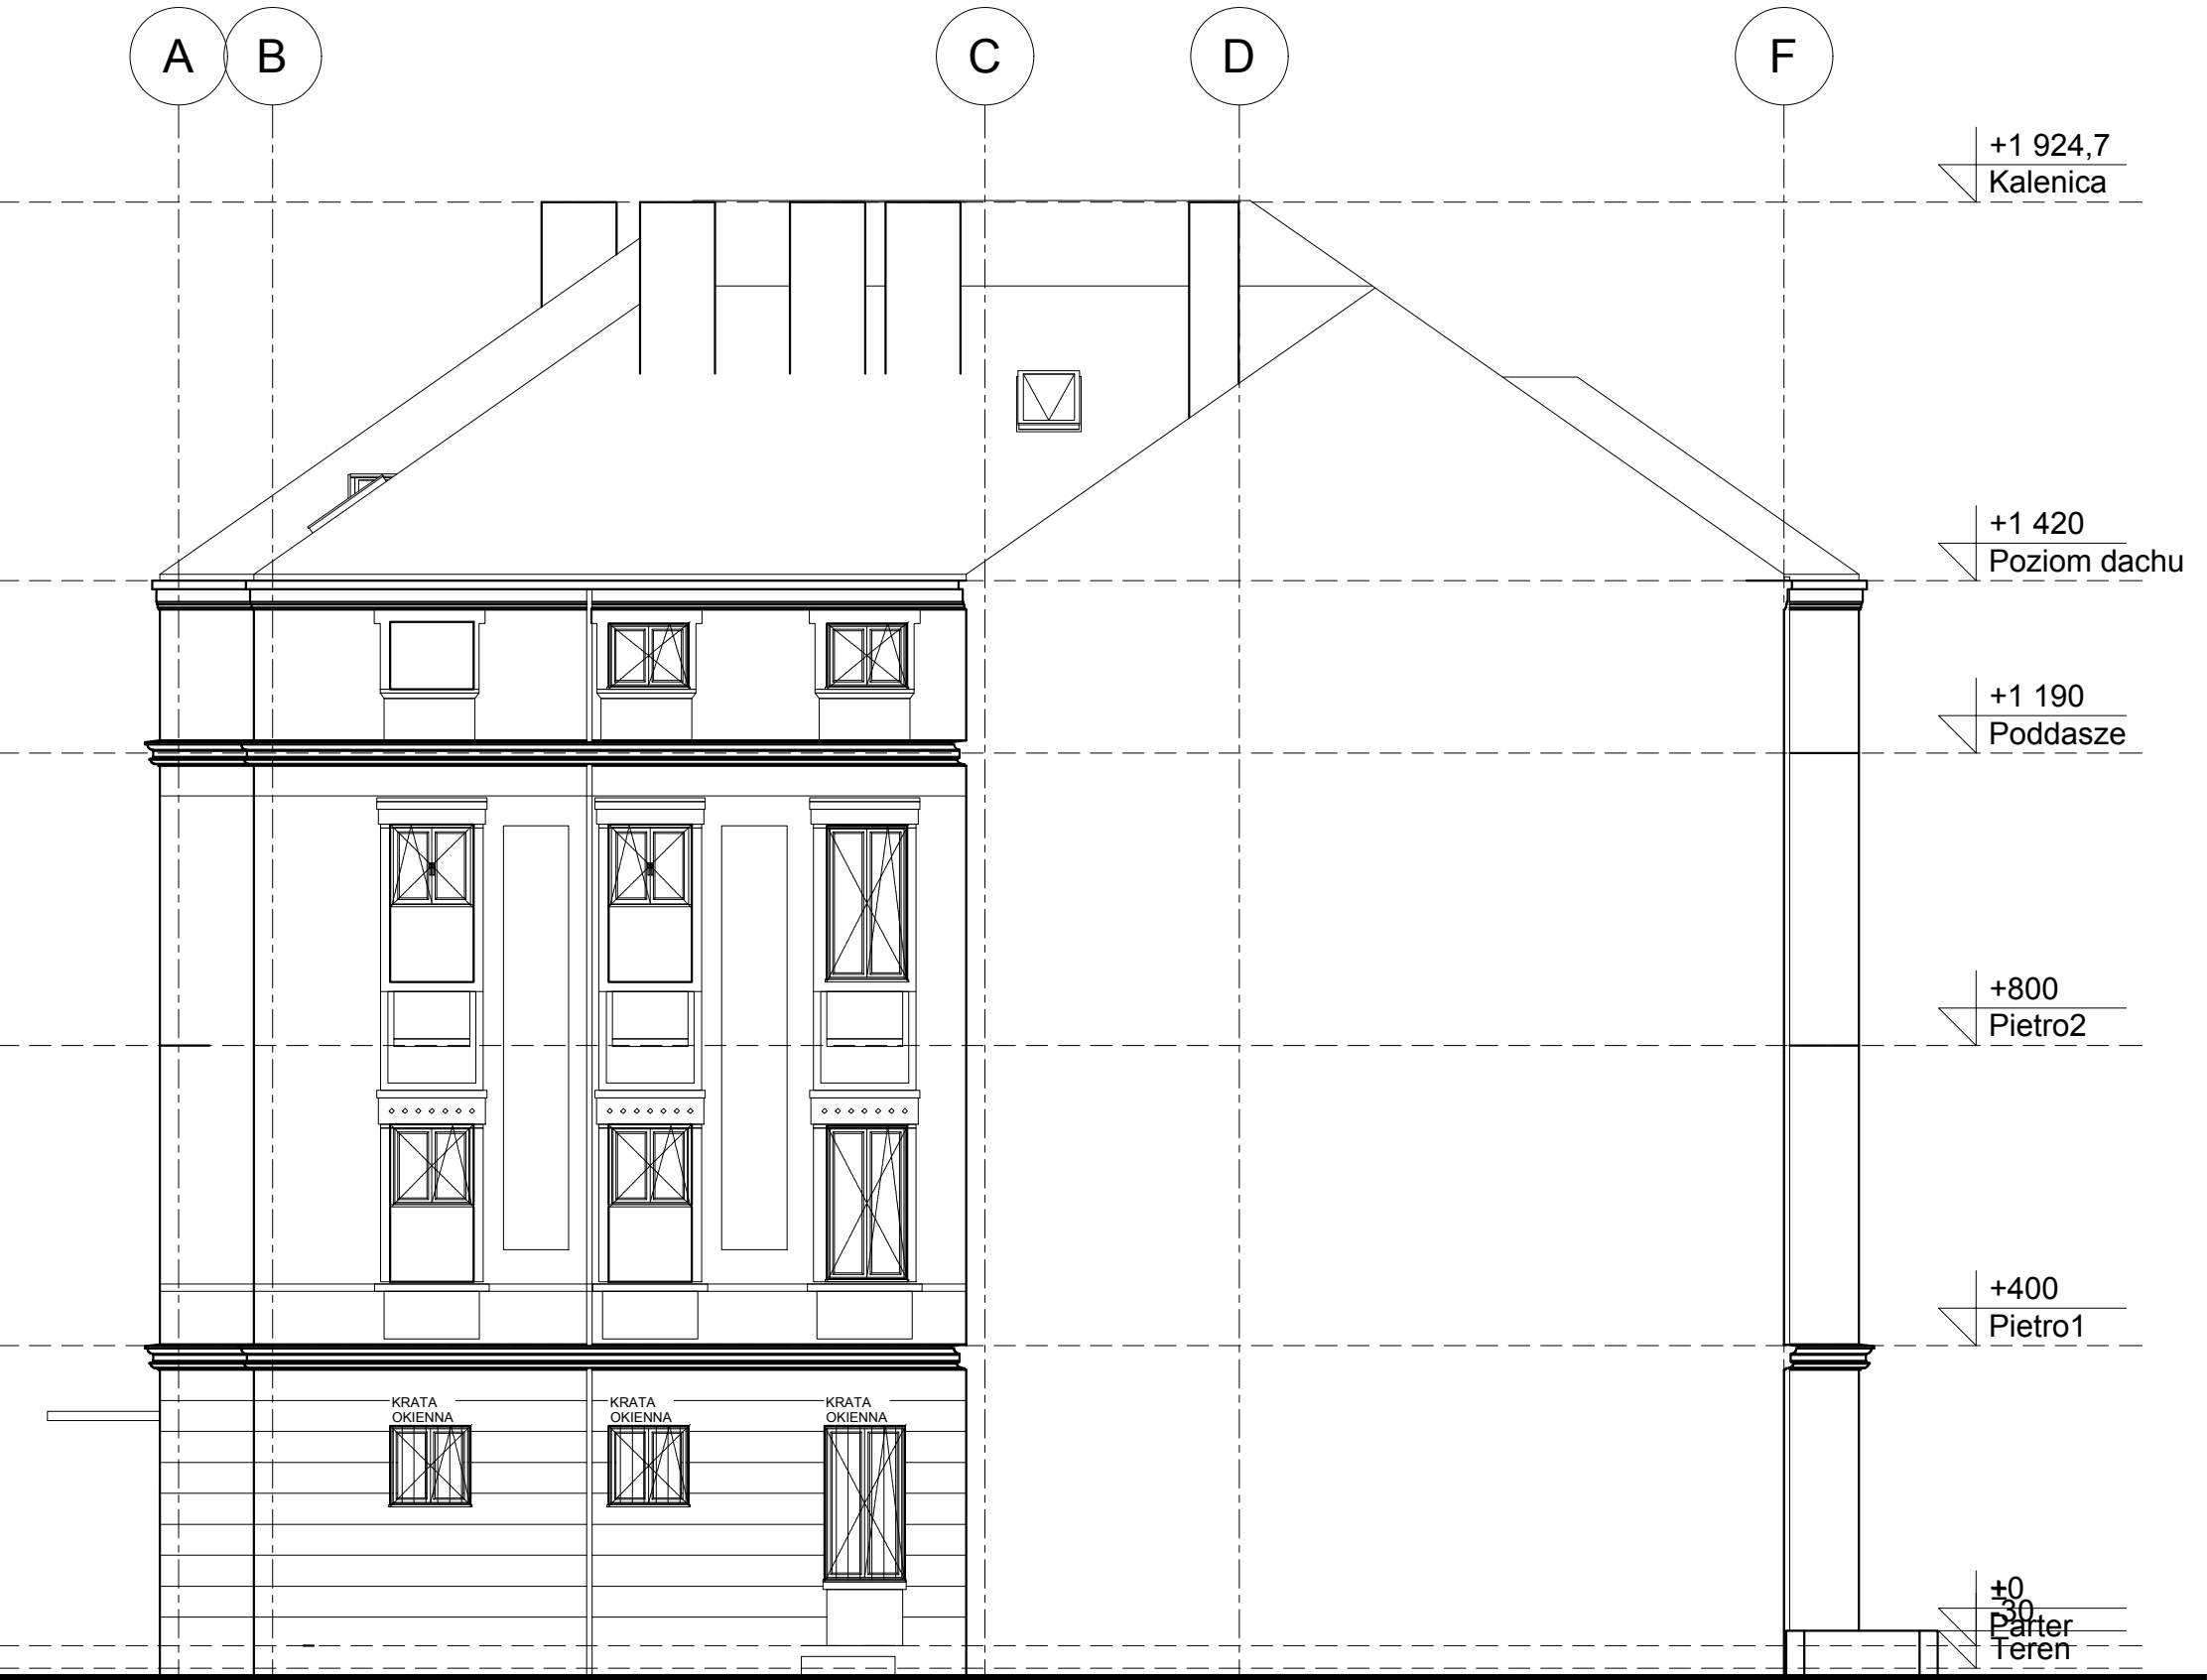 A B C D F
+1 924,7
Kalenica
+1 420
Poziom dachu
+1 190
Poddasze
+800
Pietro2
+400
Pietro1
KRATA
OKIENNA
KRATA
OKIENNA
KRATA
OKIENNA
±0
-30
Parter
Teren